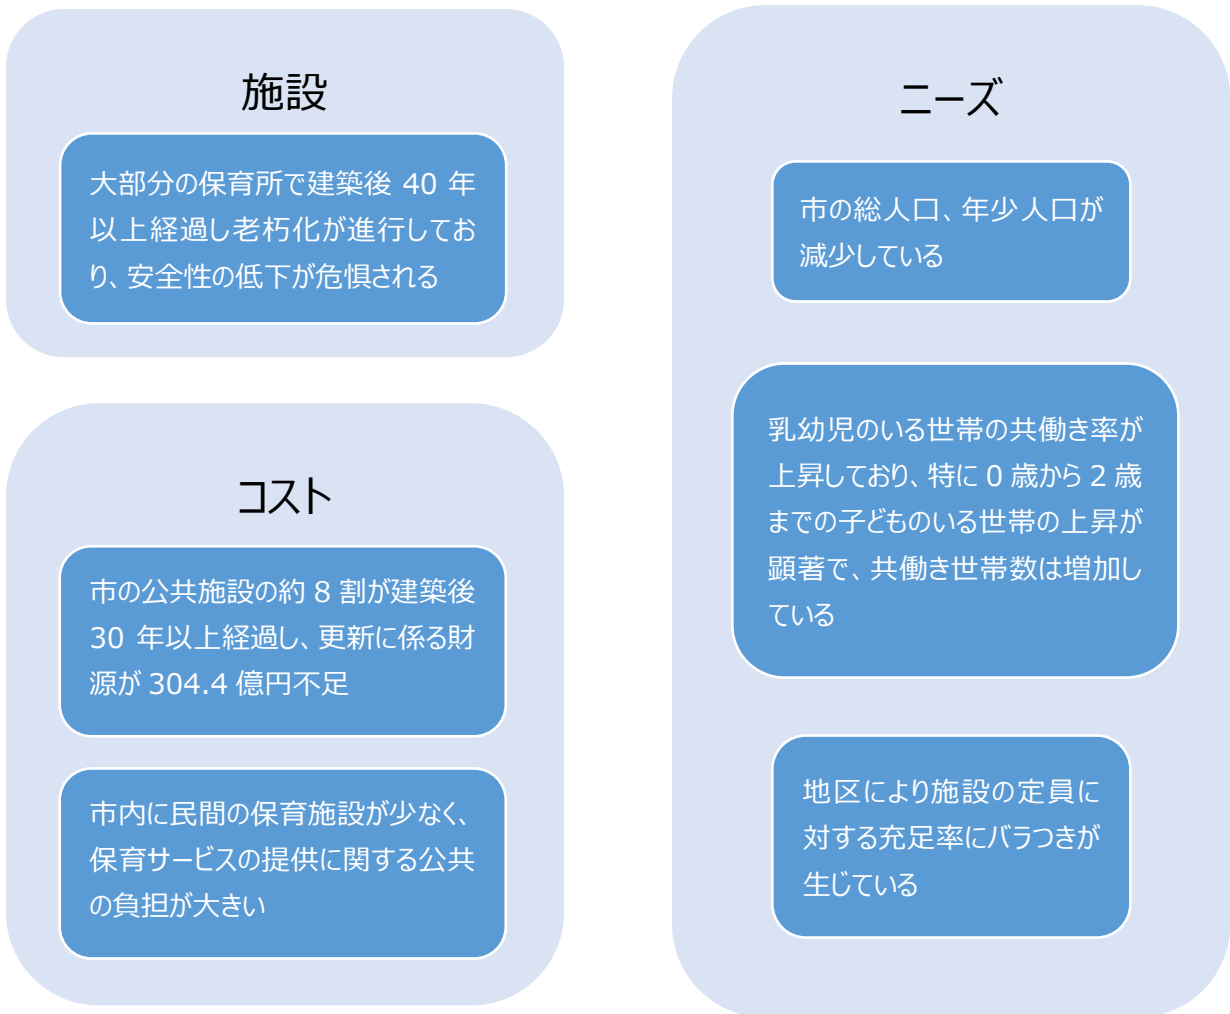 施設
大部分の保育所で建築後 40 年
以上経過し老朽化が進行してお
り、安全性の低下が危惧される
コスト
市の公共施設の約 8 割が建築後
30 年以上経過し、更新に係る財
源が 304.4 億円不足
市内に民間の保育施設が少なく、
保育サービスの提供に関する公共
の負担が大きい
ニーズ
市の総人口、年少人口が
減少している
乳幼児のいる世帯の共働き率が
上昇しており、特に 0 歳から 2 歳
までの子どものいる世帯の上昇が
顕著で、共働き世帯数は増加し
ている
地区により施設の定員に
対する充足率にバラつきが
生じている